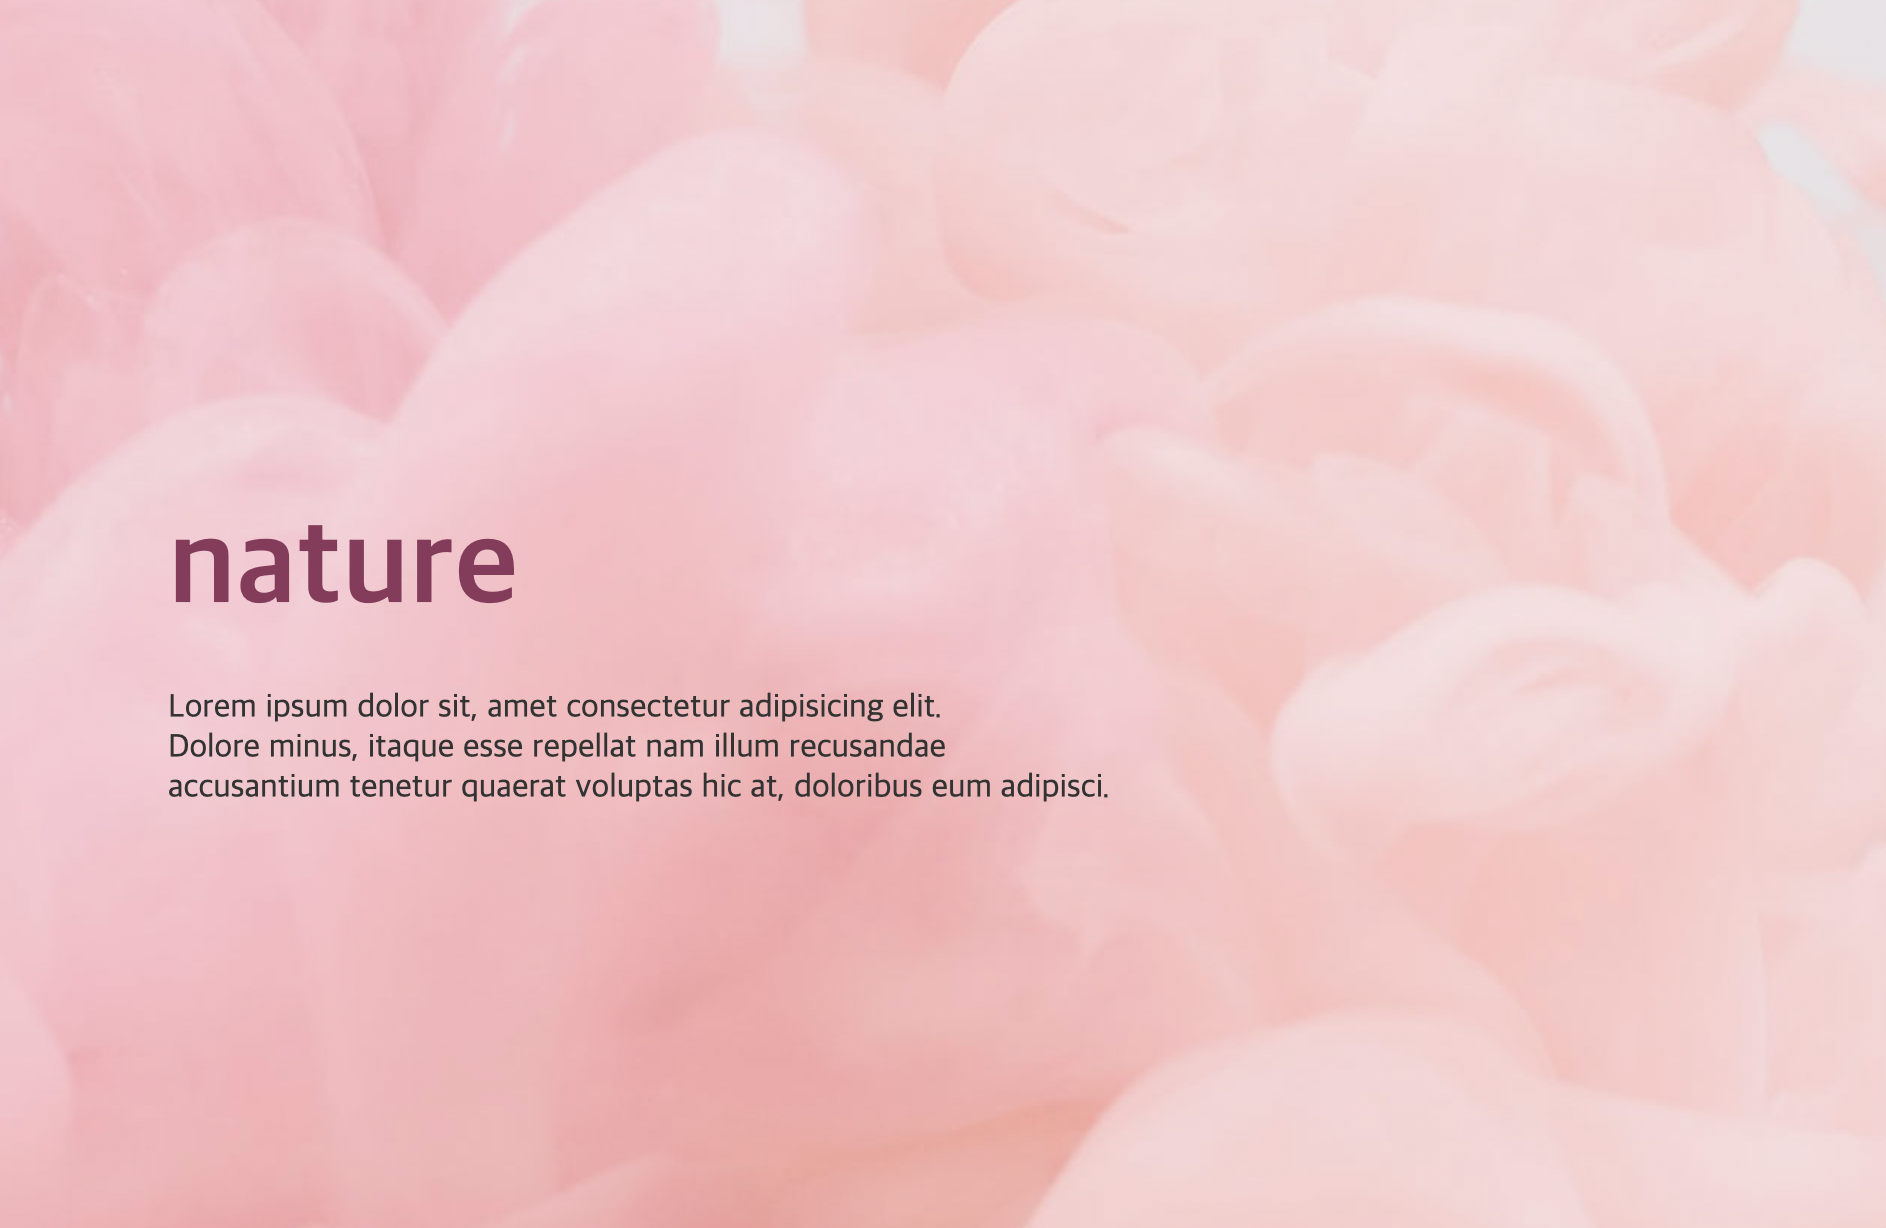 nature
Lorem ipsum dolor sit, amet consectetur adipisicing elit.
Dolore minus, itaque esse repellat nam illum recusandae
accusantium tenetur quaerat voluptas hic at, doloribus eum adipisci.